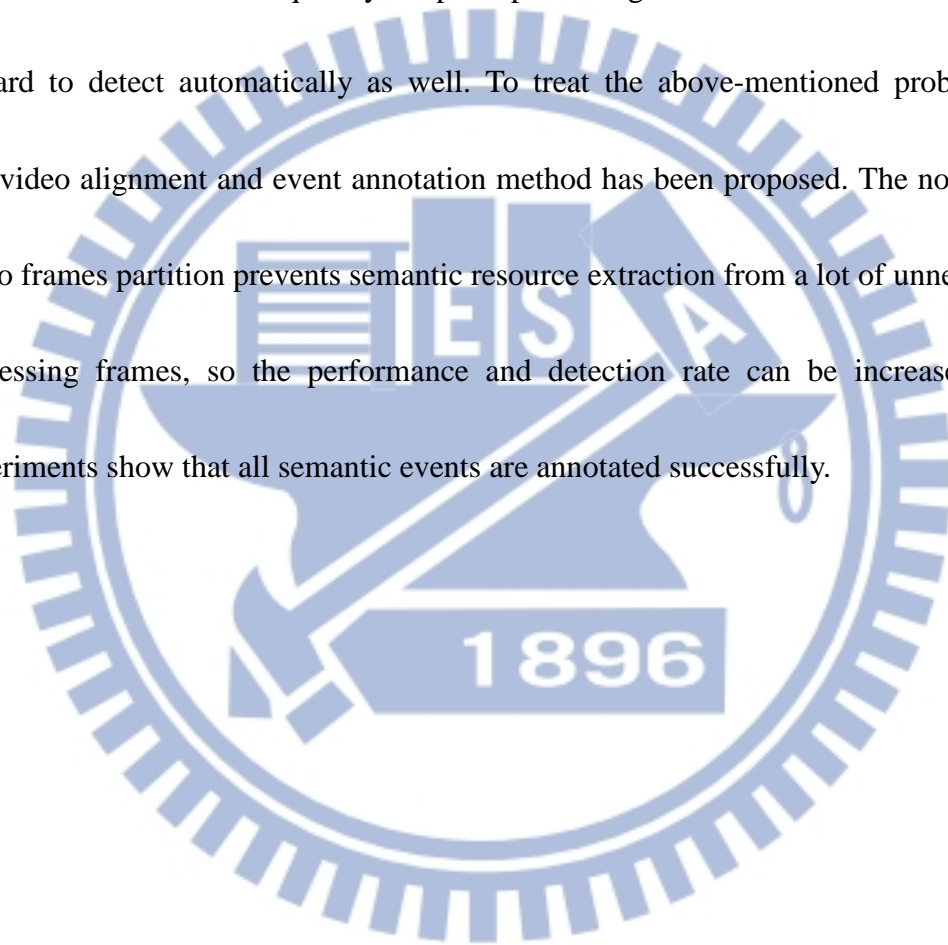 ard to detect automatically as well. To treat the above-mentioned prob
video alignment and event annotation method has been proposed. The no
o frames partition prevents semantic resource extraction from a lot of unne
essing frames, so the performance and detection rate can be increase
eriments show that all semantic events are annotated successfully.
E S A
1896